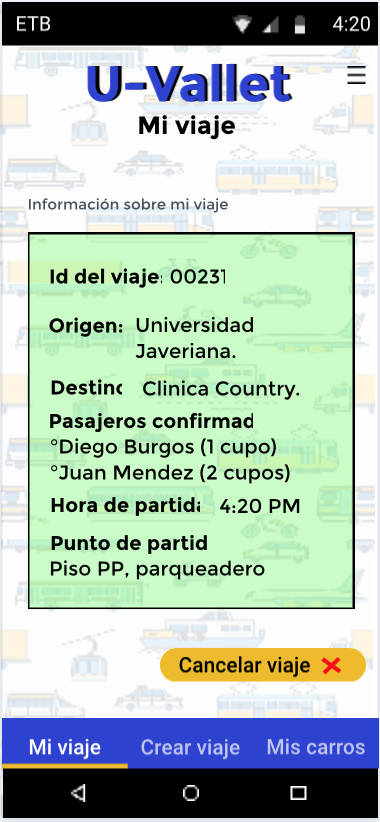 ETB 4:20
U-Vallet
Mi viaje
Información sobre mi viaje
Id del viaje: 00231
Origen: Universidad
Javeriana.
Destinc Clinica Country.
Pasajeros confirmad
°Diego Burgos (1 cupo)
°Juan Mendez (2 cupos)
Hora de partida 4:20 PM
Punto de partid
Piso PP, parqueadero
Cancelar viaje
Mi viaje Crear viaje Mis carros